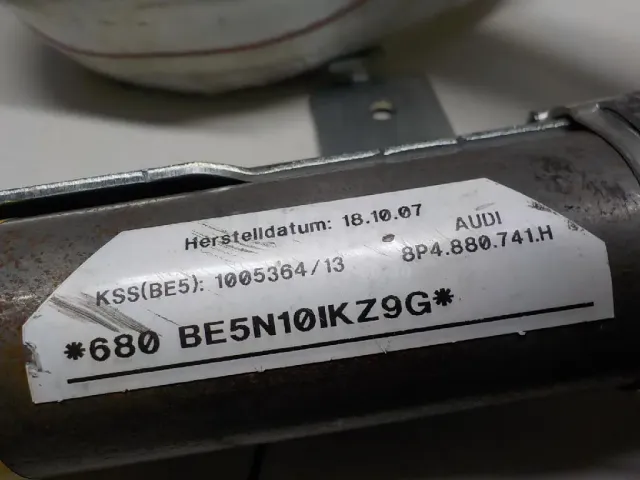 Herstelldatum: 18.10.07
AUDI
KSS(BE5): 1005364/13
8P4.880.741.H
*680 BE5N10IKZ9G*